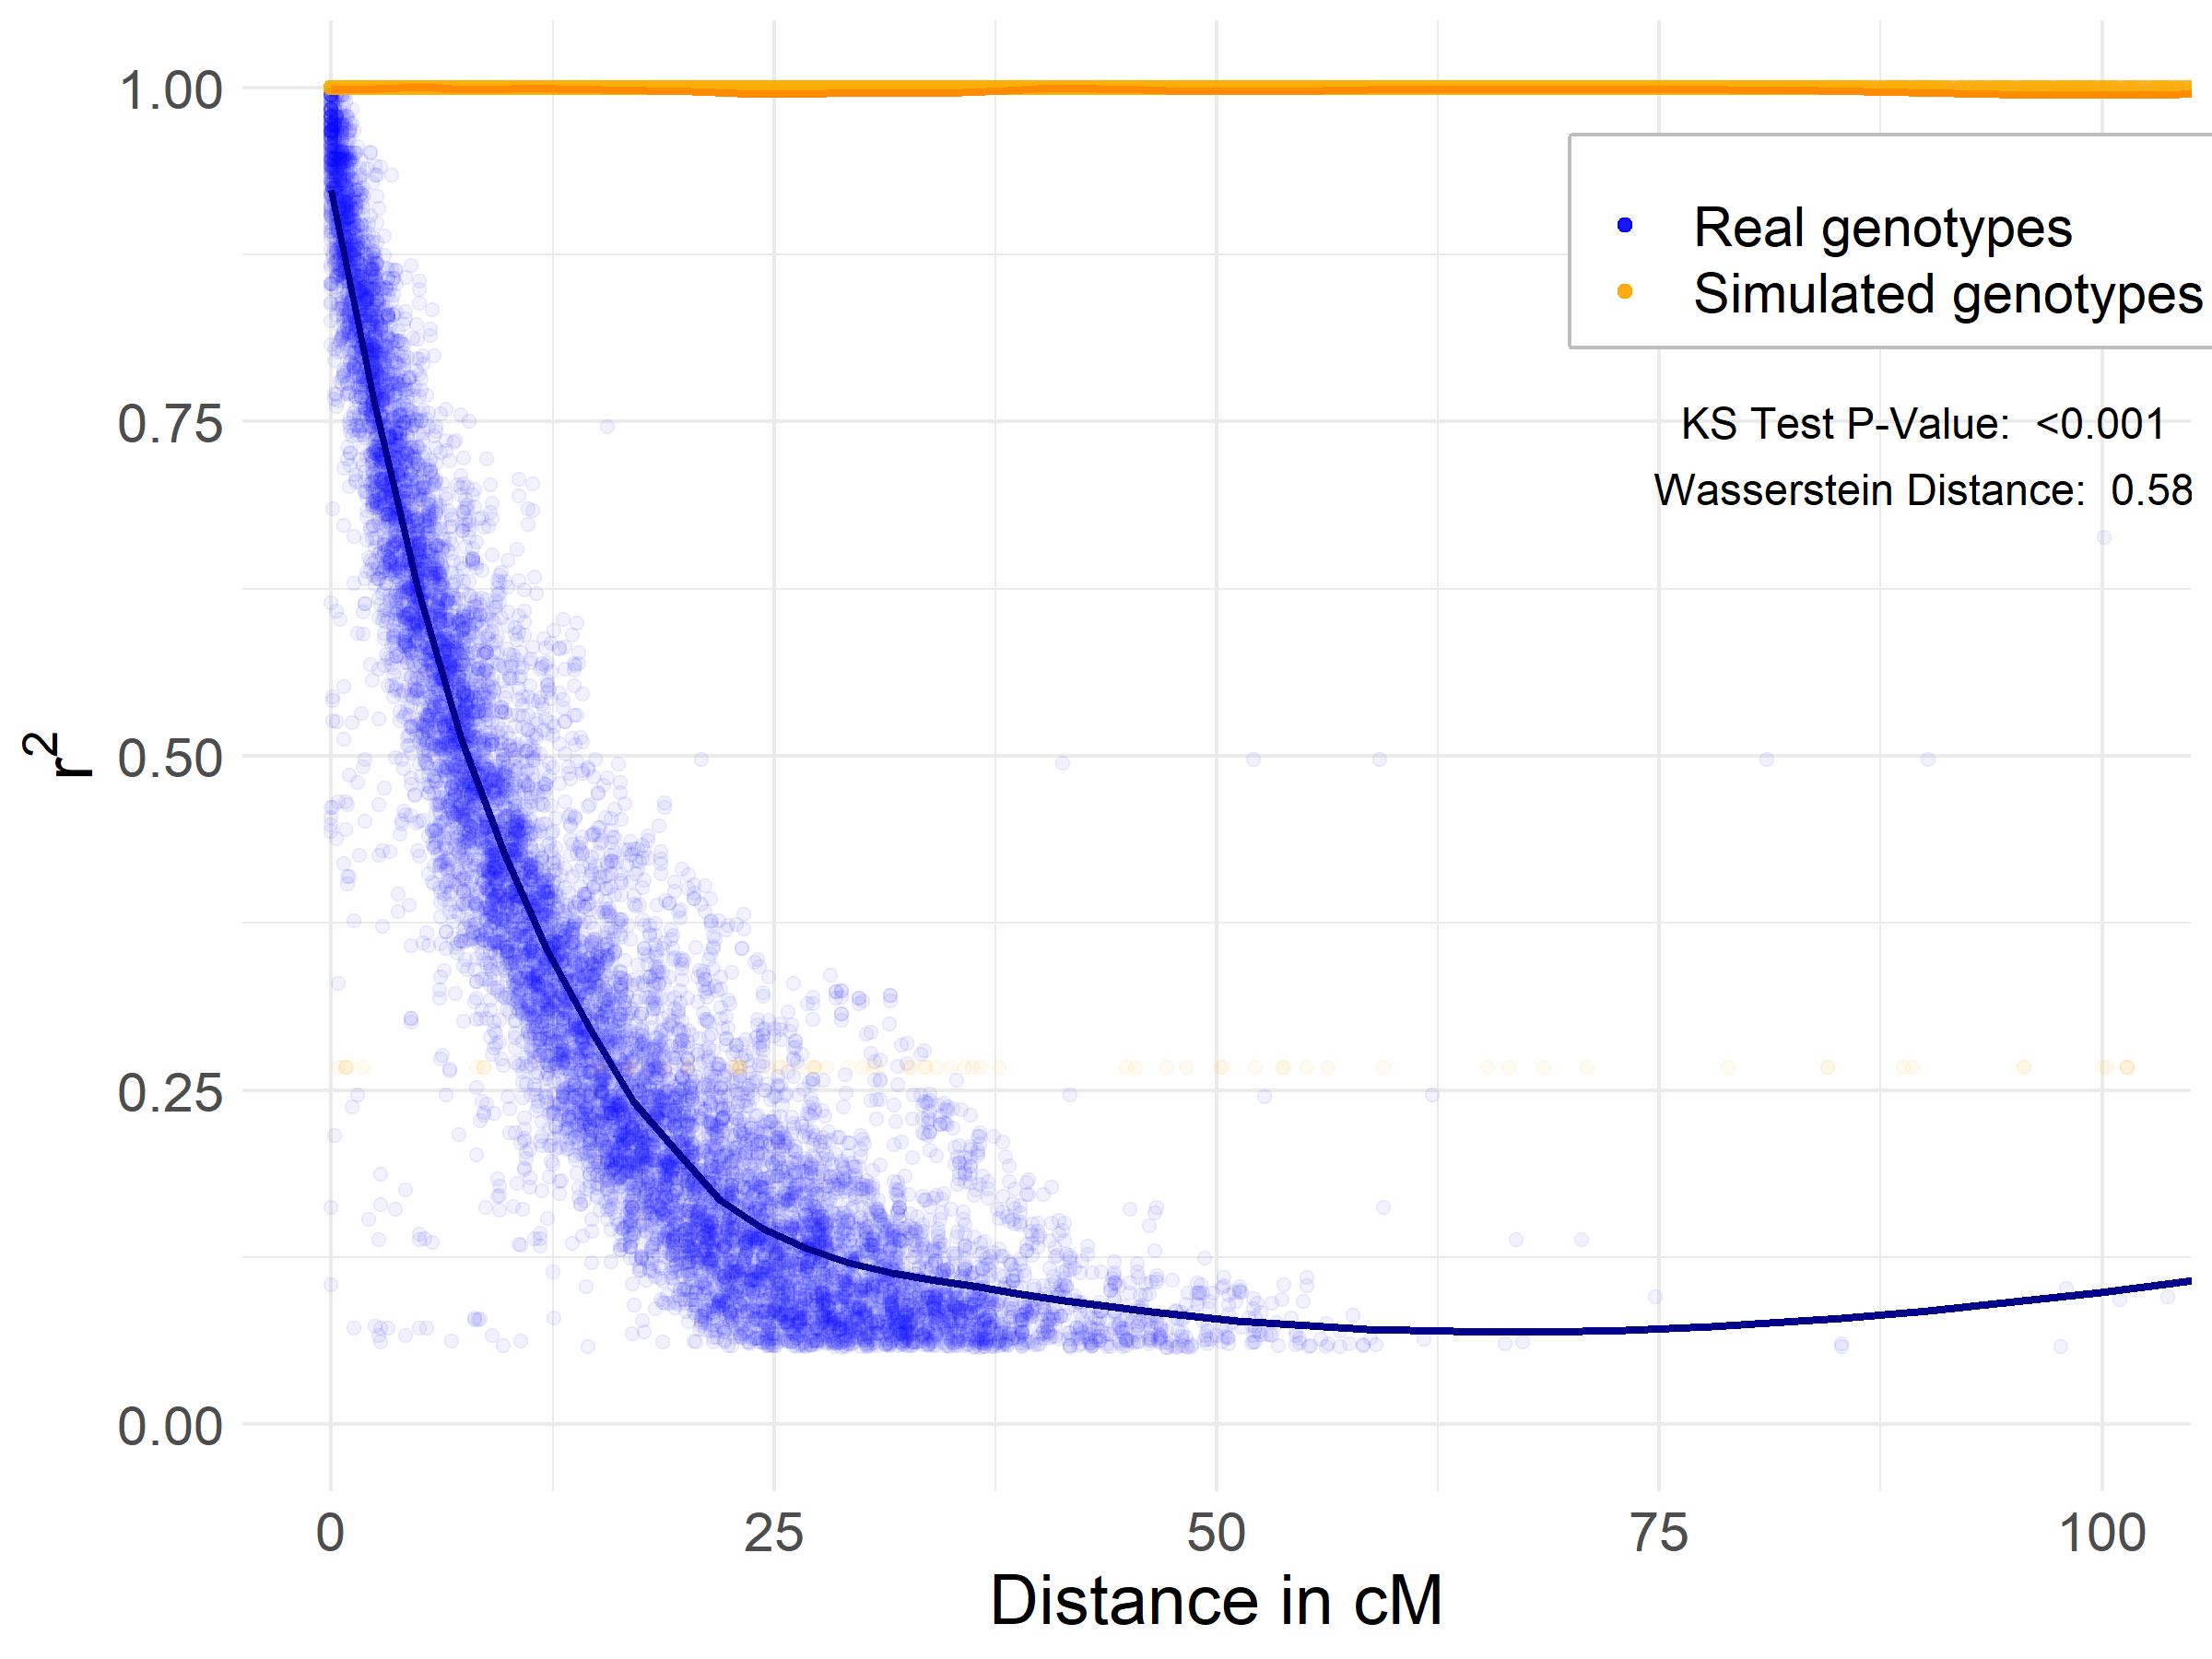 1.00
0.75
0.50
0.25
0.00
r²
Real genotypes
Simulated genotypes
KS Test P-Value: <0.001
Wasserstein Distance: 0.58
0 25 50 75 100
Distance in cM